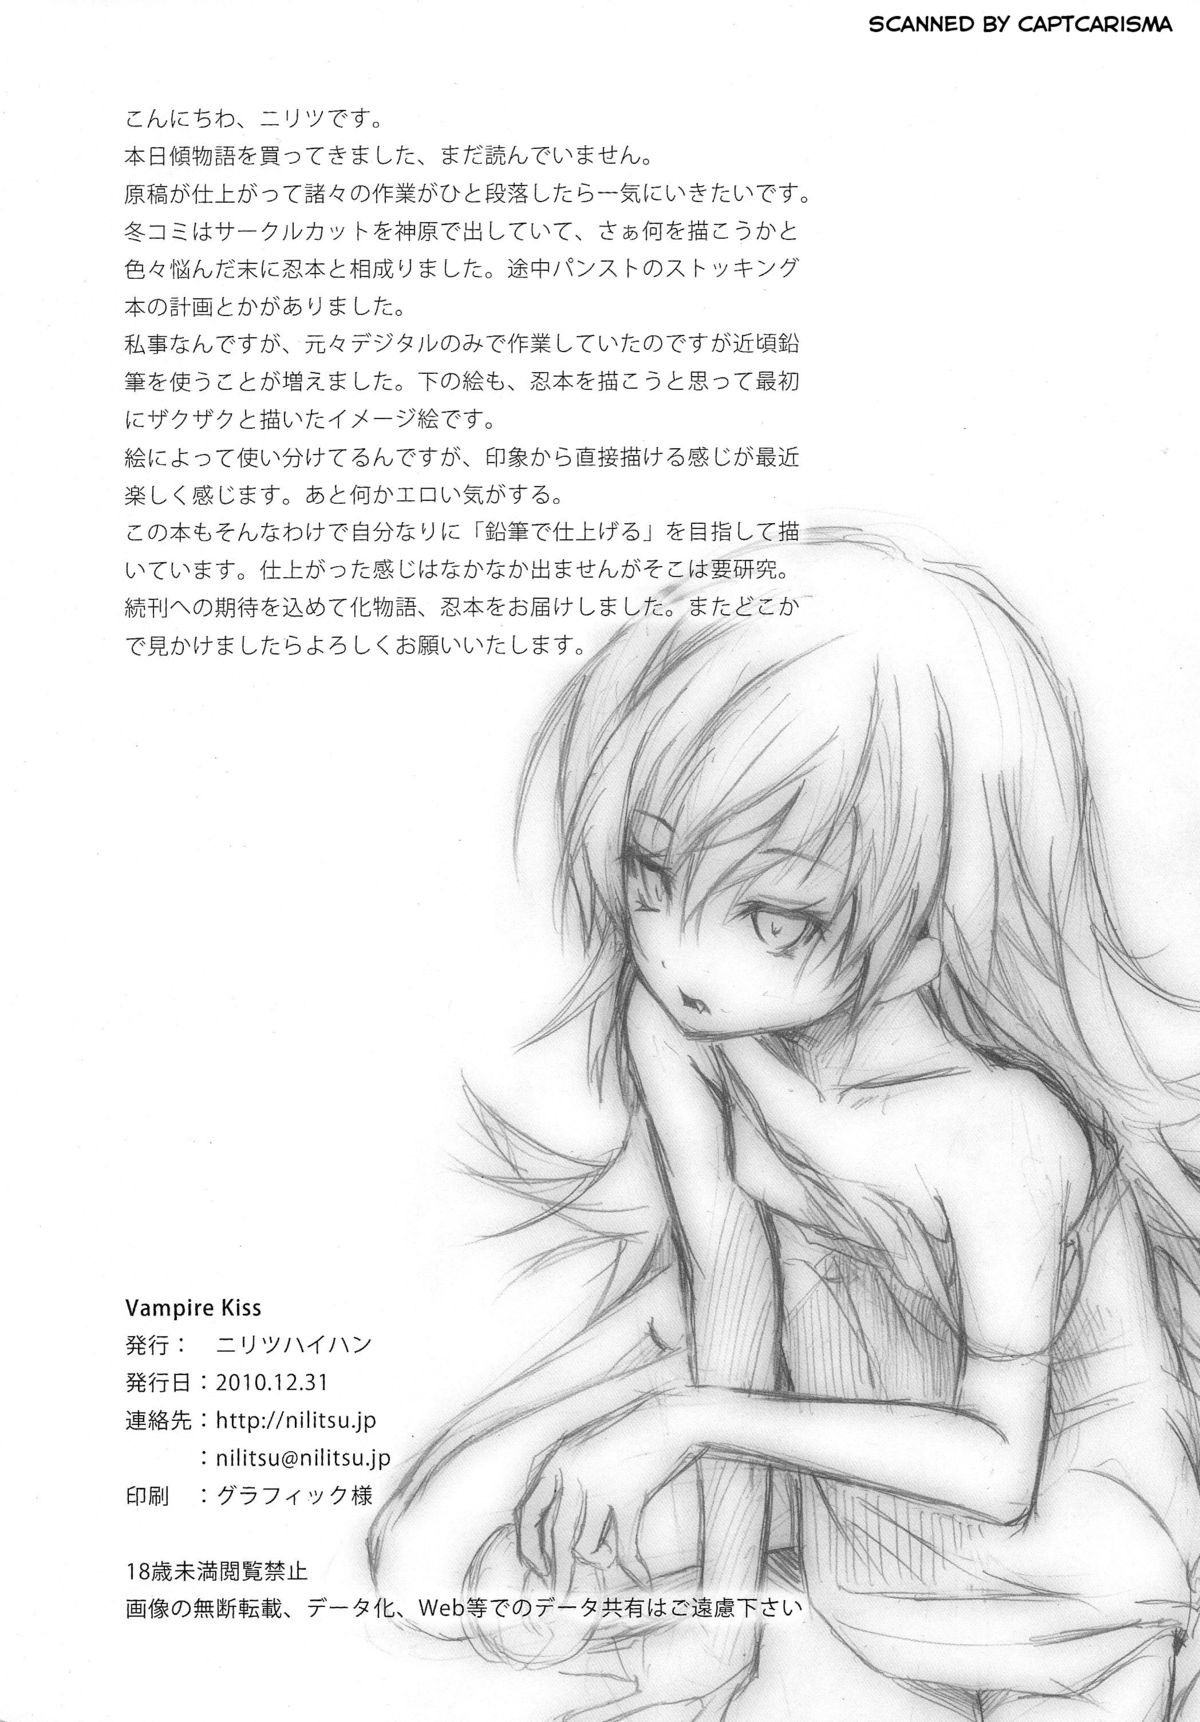 SCANNED BY CAPTCARISMA
こんにちわ、ニリツです。
本日傾物語を買ってきました、まだ読んでいません。
原稿が仕上がって諸々の作業がひと段落したら一気にいきたいです。
冬コミはサークルカットを神原で出していて、さぁ何を描こうかと
色々悩んだ末に忍本と相成りました。途中パンストのストッキング
本の計画とかがありました。
私事なんですが、元々デジタルのみで作業していたのですが近頃鉛
筆を使うことが増えました。下の絵も、忍本を描こうと思って最初
にザクザクと描いたイメージ絵です。
絵によって使い分けてるんですが、印象から直接描ける感じが最近
楽しく感じます。あと何かエロい気がする。
この本もそんなわけで自分なりに「鉛筆で仕上げる」を目指して描
いています。仕上がった感じはなかなか出ませんがそこは要研究。
続刊への期待を込めて化物語、忍本をお届けしました。またどこか
で見かけましたらよろしくお願いいたします。
Vampire Kiss
発行： ニリツハイハン
発行日：2010.12.31
連絡先：http://nilitsu.jp
：nilitsu@nilitsu.jp
印刷 ：グラフィック様
18歳未満閲覧禁止
画像の無断転載、データ化、Web等でのデータ共有はご遠慮下さい